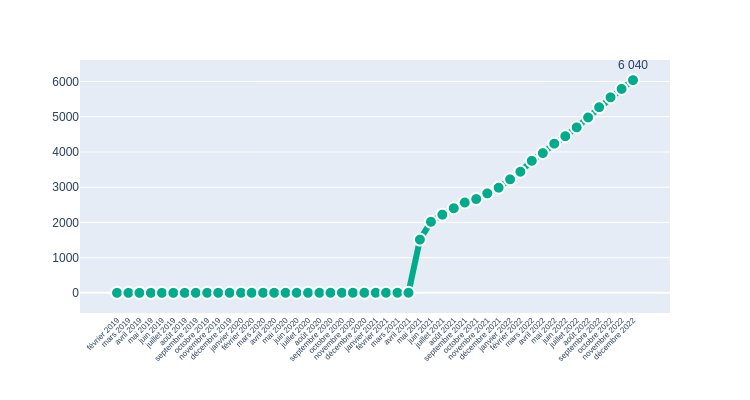 6 040
6000
5000
4000
3000
2000
1000
0
février 2019
mars 2019
avril 2019
mai 2019
juin 2019
juillet 2019
août 2019
septembre 2019
octobre 2019
novembre 2019
décembre 2019
janvier 2020
février 2020
mars 2020
avril 2020
mai 2020
juin 2020
juillet 2020
août 2020
septembre 2020
octobre 2020
novembre 2020
décembre 2020
janvier 2021
février 2021
mars 2021
avril 2021
mai 2021
juin 2021
juillet 2021
août 2021
septembre 2021
octobre 2021
novembre 2021
décembre 2021
janvier 2022
février 2022
mars 2022
avril 2022
mai 2022
juin 2022
juillet 2022
août 2022
septembre 2022
octobre 2022
novembre 2022
décembre 2022